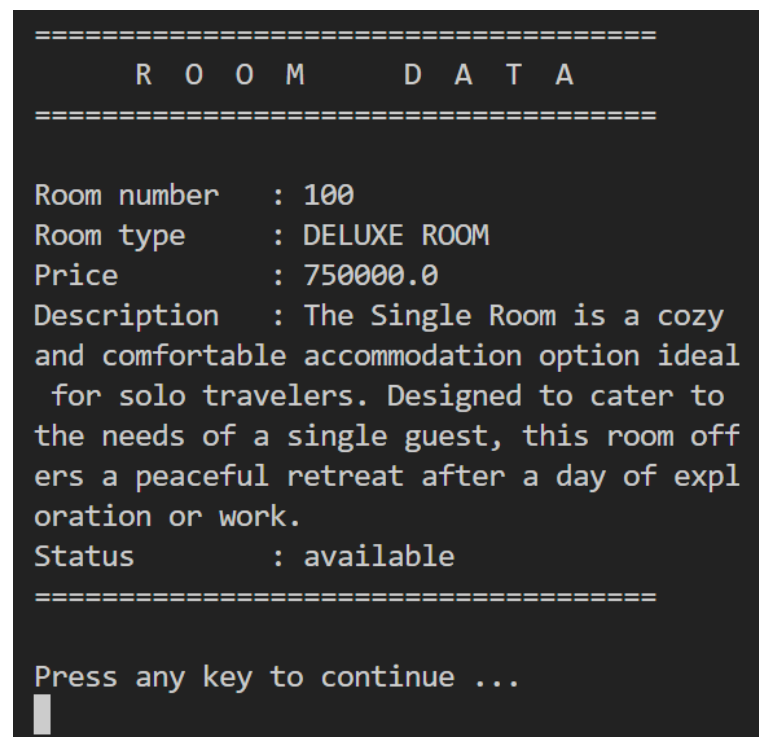 =====================================
R O O M D A T A
=====================================
Room number : 100
Room type : DELUXE ROOM
Price : 750000.0
Description : The Single Room is a cozy
and comfortable accommodation option ideal
for solo travelers. Designed to cater to
the needs of a single guest, this room off
ers a peaceful retreat after a day of expl
oration or work.
Status : available
=====================================
Press any key to continue ...